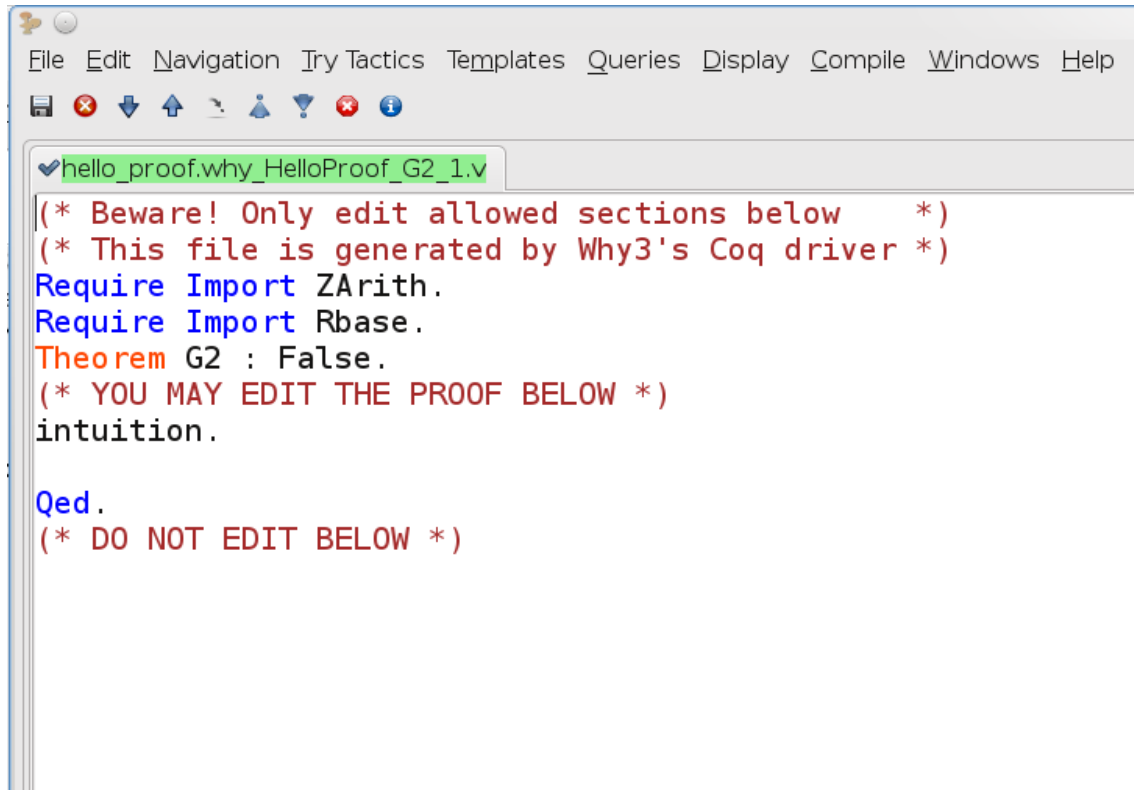 File Edit Navigation Try Tactics Templates Queries Display Compile Windows Help
hello_proof.why_HelloProof_G2_1.v
(* Beware! Only edit allowed sections below    *)
(* This file is generated by Why3's Coq driver *)
Require Import ZArith.
Require Import Rbase.
Theorem G2 : False.
(* YOU MAY EDIT THE PROOF BELOW *)
intuition.
Qed.
(* DO NOT EDIT BELOW *)